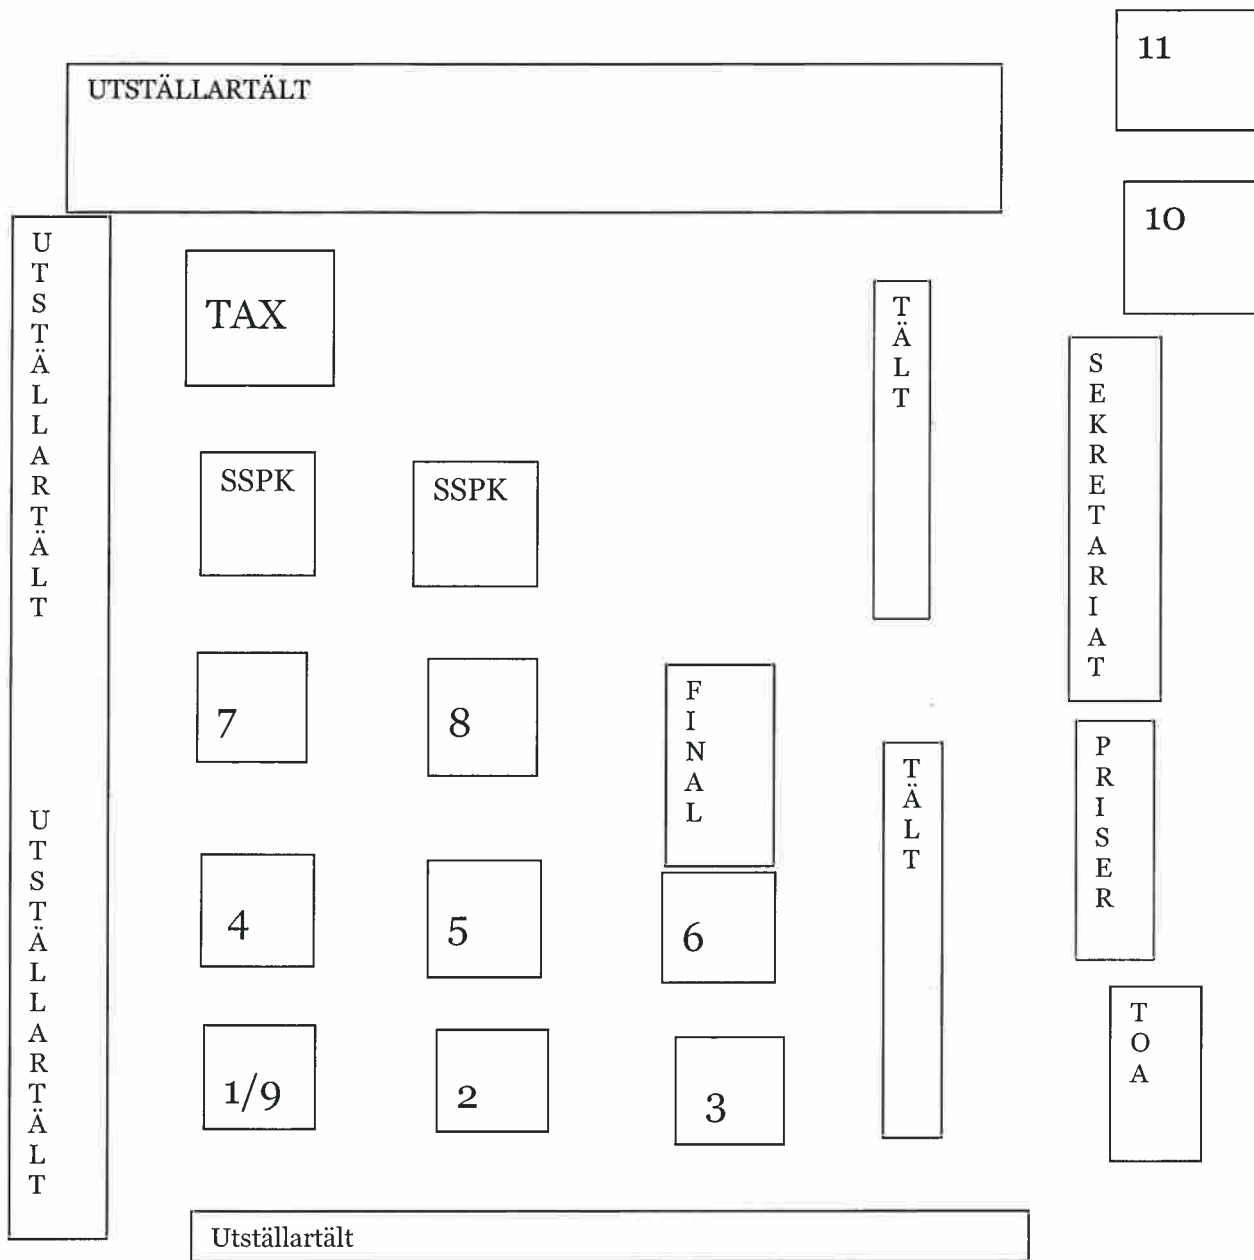 11
UTSTÄLLARTÄLT
10
UTSTÄLLARTÄLT
TAX
TÄLT
SEKRETARIAT
SSPK
SSPK
7
8
FINAL
TÄLT
PRISER
UTSTÄLLARTÄLT
4
5
6
TOA
1/9
2
3
Utställartält